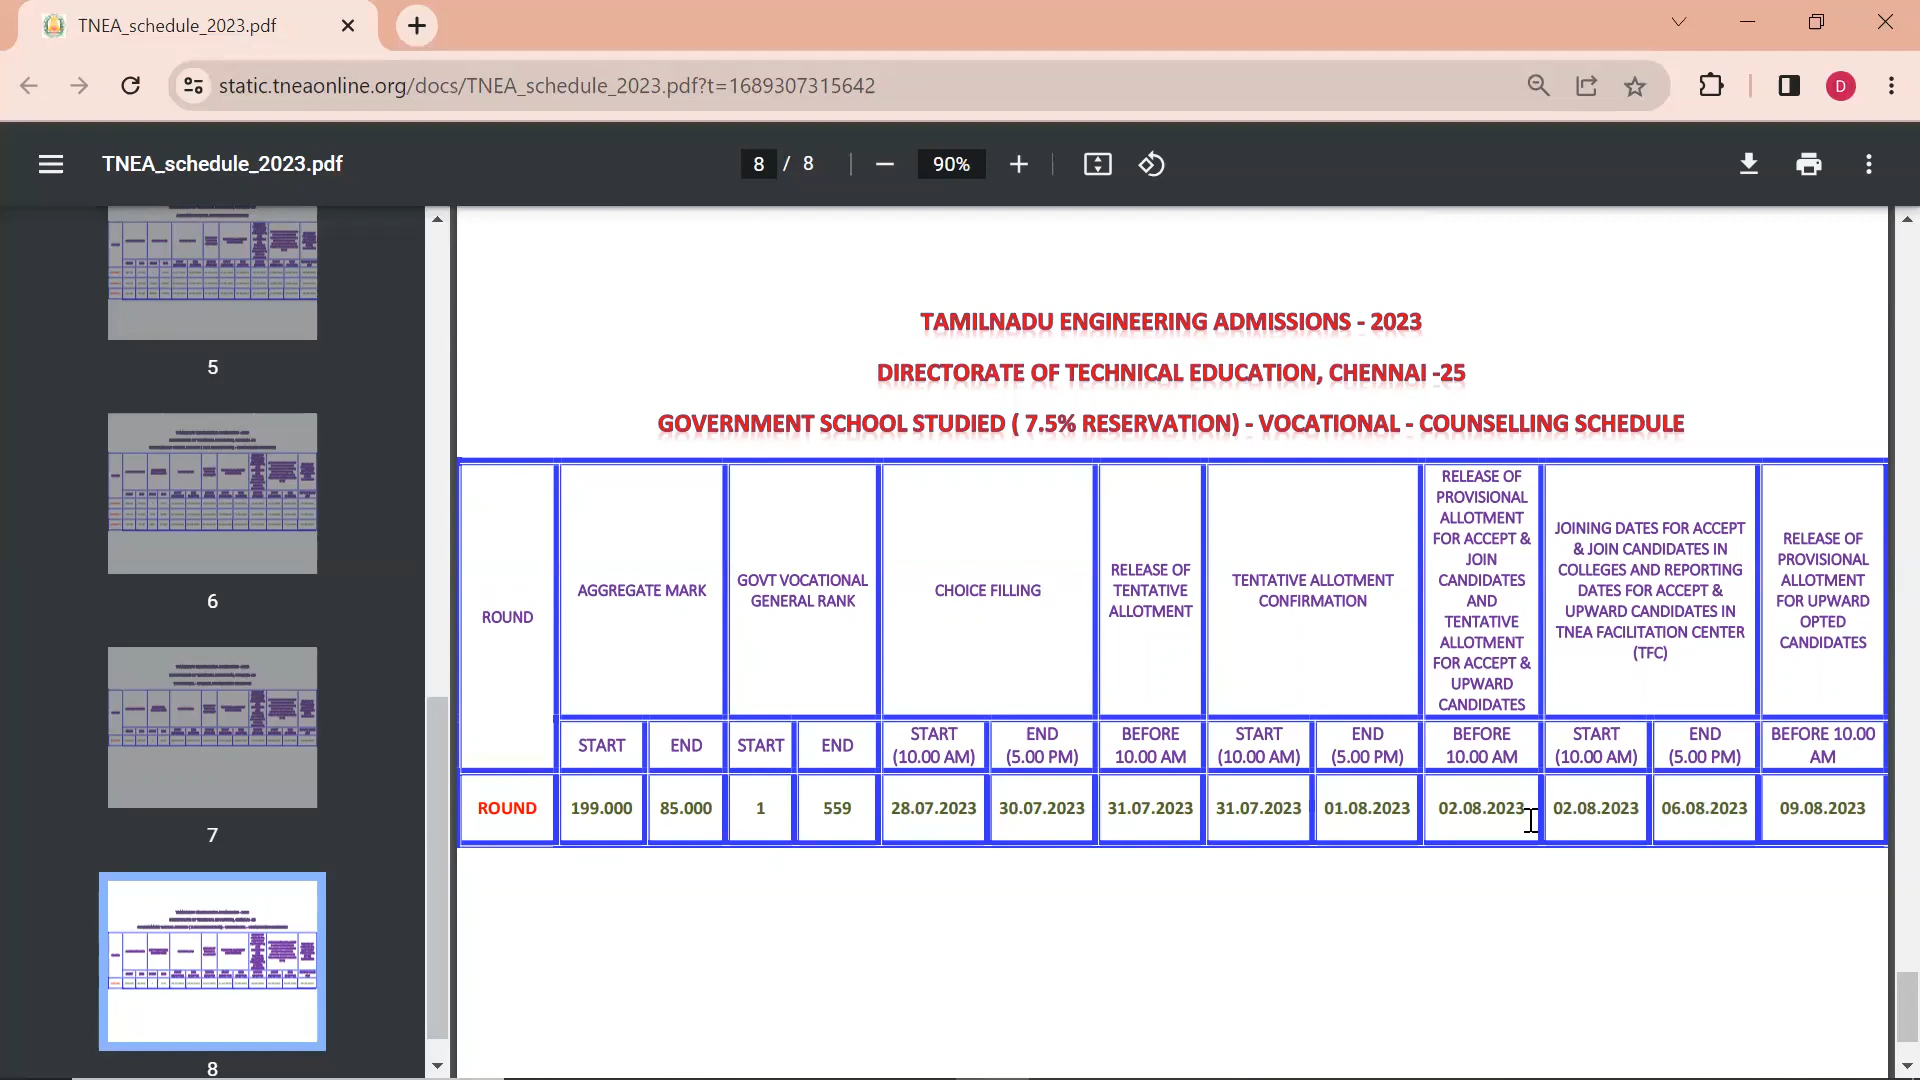 TNEA_schedule_2023.pdf
static.tneaonline.org/docs/TNEA_schedule_2023.pdf?t=1689307315642
D
TNEA_schedule_2023.pdf
8 / 8
90%
5
6
7
8
TAMILNADU ENGINEERING ADMISSIONS - 2023
DIRECTORATE OF TECHNICAL EDUCATION, CHENNAI -25
GOVERNMENT SCHOOL STUDIED ( 7.5% RESERVATION) - VOCATIONAL - COUNSELLING SCHEDULE
ROUND
AGGREGATE MARK
GOVT VOCATIONAL
GENERAL RANK
CHOICE FILLING
RELEASE OF
TENTATIVE
ALLOTMENT
TENTATIVE ALLOTMENT
CONFIRMATION
RELEASE OF
PROVISIONAL
ALLOTMENT
FOR ACCEPT &
JOIN
CANDIDATES
AND
TENTATIVE
ALLOTMENT
FOR ACCEPT &
UPWARD
CANDIDATES
JOINING DATES FOR ACCEPT
& JOIN CANDIDATES IN
COLLEGES AND REPORTING
DATES FOR ACCEPT &
UPWARD CANDIDATES IN
TNEA FACILITATION CENTER
(TFC)
RELEASE OF
PROVISIONAL
ALLOTMENT
FOR UPWARD
OPTED
CANDIDATES
START
END
START
END
START
(10.00 AM)
END
(5.00 PM)
BEFORE
10.00 AM
START
(10.00 AM)
END
(5.00 PM)
BEFORE
10.00 AM
START
(10.00 AM)
END
(5.00 PM)
BEFORE 10.00
AM
ROUND
199.000
85.000
1
559
28.07.2023
30.07.2023
31.07.2023
31.07.2023
01.08.2023
02.08.2023
02.08.2023
06.08.2023
09.08.2023